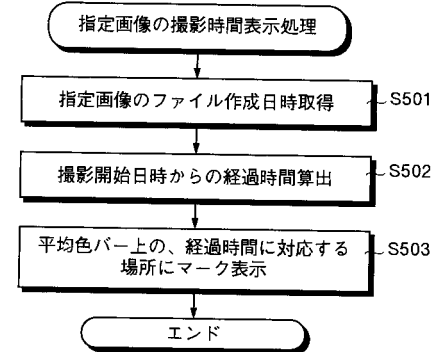 指定画像の撮影時間表示処理
指定画像のファイル作成日時取得
S501
撮影開始日時からの経過時間算出
S502
平均色バー上の、経過時間に対応する
場所にマーク表示
S503
エンド